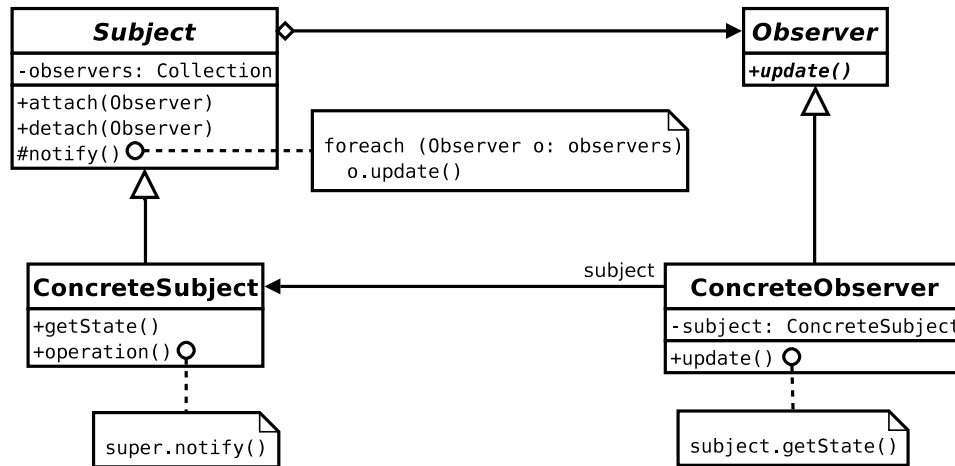 Subject
-observers: Collection
+attach(Observer)
+detach(Observer)
#notify()
foreach (Observer o: observers)
o.update()
Observer
+update()
ConcreteSubject
+getState()
+operation()
super.notify()
subject
ConcreteObserver
-subject: ConcreteSubject
+update()
subject.getState()